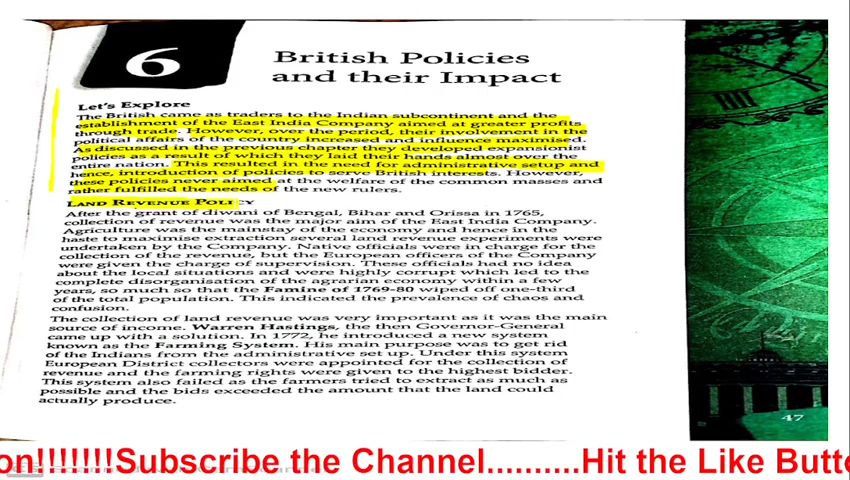 6
British Policies
and their Impact
Let's Explore
The British came as traders to the Indian subcontinent and the
establishment of the East India Company aimed at greater profits
through trade. However, over the period, their involvement in the
political affairs of the country increased and influence maximised.
As discussed in the previous chapter they developed expansionist
policies as a result of which they laid their hands almost over the
entire nation. This resulted in the need for administrative setup and
hence, introduction of policies to serve British interests. However,
these policies never aimed at the welfare of the common masses and
rather fulfilled the needs of the new rulers.
LAND REVENUE POLICY
After the grant of diwani of Bengal, Bihar and Orissa in 1765,
collection of revenue was the major aim of the East India Company.
Agriculture was the mainstay of the economy and hence in the
haste to maximise extraction several land revenue experiments were
undertaken by the Company. Native officials were in charge for the
collection of the revenue, but the European officers of the Company
were given the charge of supervision. These officials had no idea
about the local situations and were highly corrupt which led to the
complete disorganisation of the agrarian economy within a few
years, so much so that the Famine of 1769-80 wiped off one-third
of the total population. This indicated the prevalence of chaos and
confusion.
The collection of land revenue was very important as it was the main
source of income. Warren Hastings, the then Governor-General
came up with a solution. In 1772, he introduced a new system
known as the Farming System. His main purpose was to get rid
of the Indians from the administrative set up. Under this system
European District collectors were appointed for the collection of
revenue and the farming rights were given to the highest bidder.
This system also failed as the farmers tried to extract as much as
possible and the bids exceeded the amount that the land could
actually produce.
47
on!!!!!!!Subscribe the Channel..........Hit the Like Butto